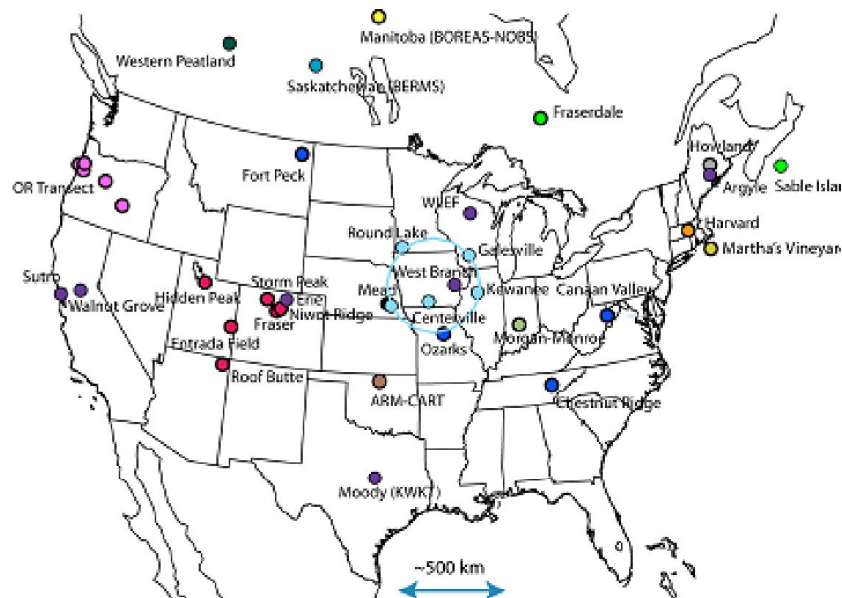 Manitoba (BOREAS-NOBS)
Western Peatland
Saskatchewan (BERMS)
Fraserdale
Howland
Fort Peck
OR Transect
Argyle
Sable Islan
WLEF
Round Lake
Harvard
Galesville
Martha's Vineyard
Sutro
Storm Peak
West Branch
Mead
Kewanee
Canaan Valley
Walnut Grove
Hidden Peak
Erie
Niwot Ridge
Centerville
Fraser
Morgan-Monroe
Entrada Field
Ozarks
Roof Butte
ARM-CART
Chestnut Ridge
Moody (KWKT)
~500 km